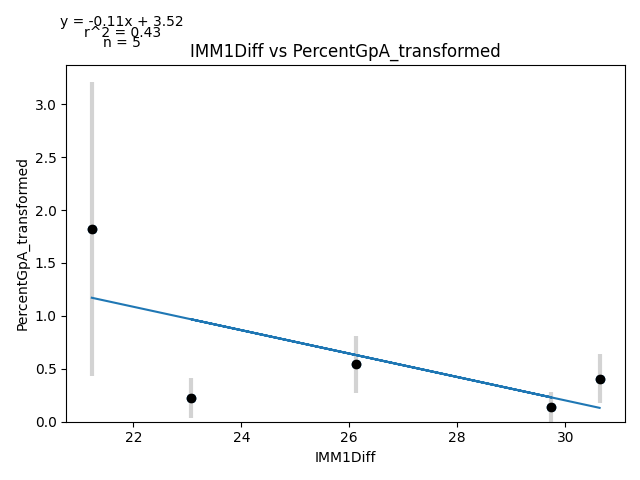 y = -0.11x + 3.52
r^2 = 0.43
n = 5
IMM1Diff vs PercentGpA_transformed
PercentGpA_transformed
3.0
2.5
2.0
1.5
1.0
0.5
0.0
22 24 26 28 30
IMM1Diff